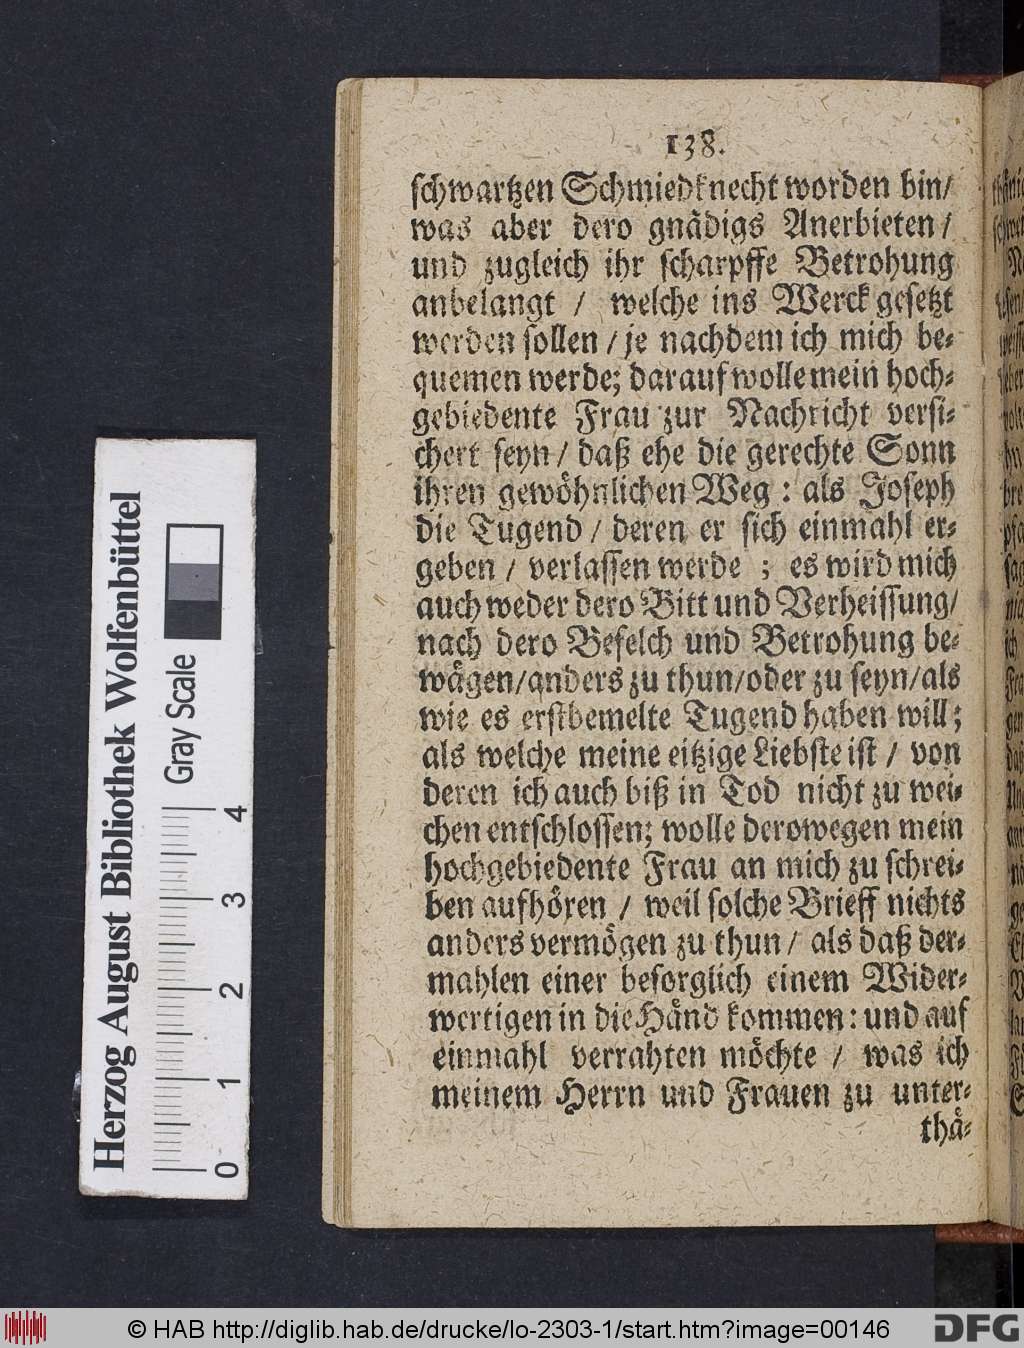 138.
schwartzen Schmiedknecht worden bin/
was aber dero gnädigs Anerbieten /
und zugleich ihr scharpffe Betrohung
anbelangt / welche ins Werck gesetzt
werden sollen / je nachdem ich mich be-
quemen werde; darauf wolle mein hoch-
gebiedente Frau zur Nachricht versi-
chert seyn / daß ehe die gerechte Sonn
ihren gewöhnlichen Weg : als Joseph
die Tugend / deren er sich einmahl er-
geben / verlassen werde ; es wird mich
auch weder dero Bitt und Verheissung/
nach dero Befelch und Betrohung be-
wägen/anders zu thun/oder zu seyn/als
wie es erstbemelte Tugend haben will;
als welche meine eitzige Liebste ist / von
deren ich auch biß in Tod nicht zu wei-
chen entschlossen; wolle derowegen mein
hochgebiedente Frau an mich zu schrei-
ben aufhören / weil solche Brieff nichts
anders vermögen zu thun / als daß der-
mahlen einer besorglich einem Wider-
wertigen in die Händ kommen: und auf
einmahl verrahten möchte / was ich
meinem Herrn und Frauen zu unter-
thä-
Herzog August Bibliothek Wolfenbüttel
Gray Scale
0 1 2 3 4
© HAB http://diglib.hab.de/drucke/lo-2303-1/start.htm?image=00146
DFG